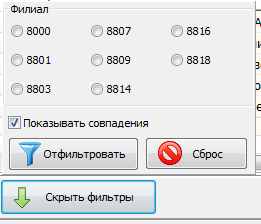 Филиал
8000 8807 8816
8801 8809 8818
8803 8814
Показывать совпадения
Отфильтровать Сброс
Скрыть фильтры